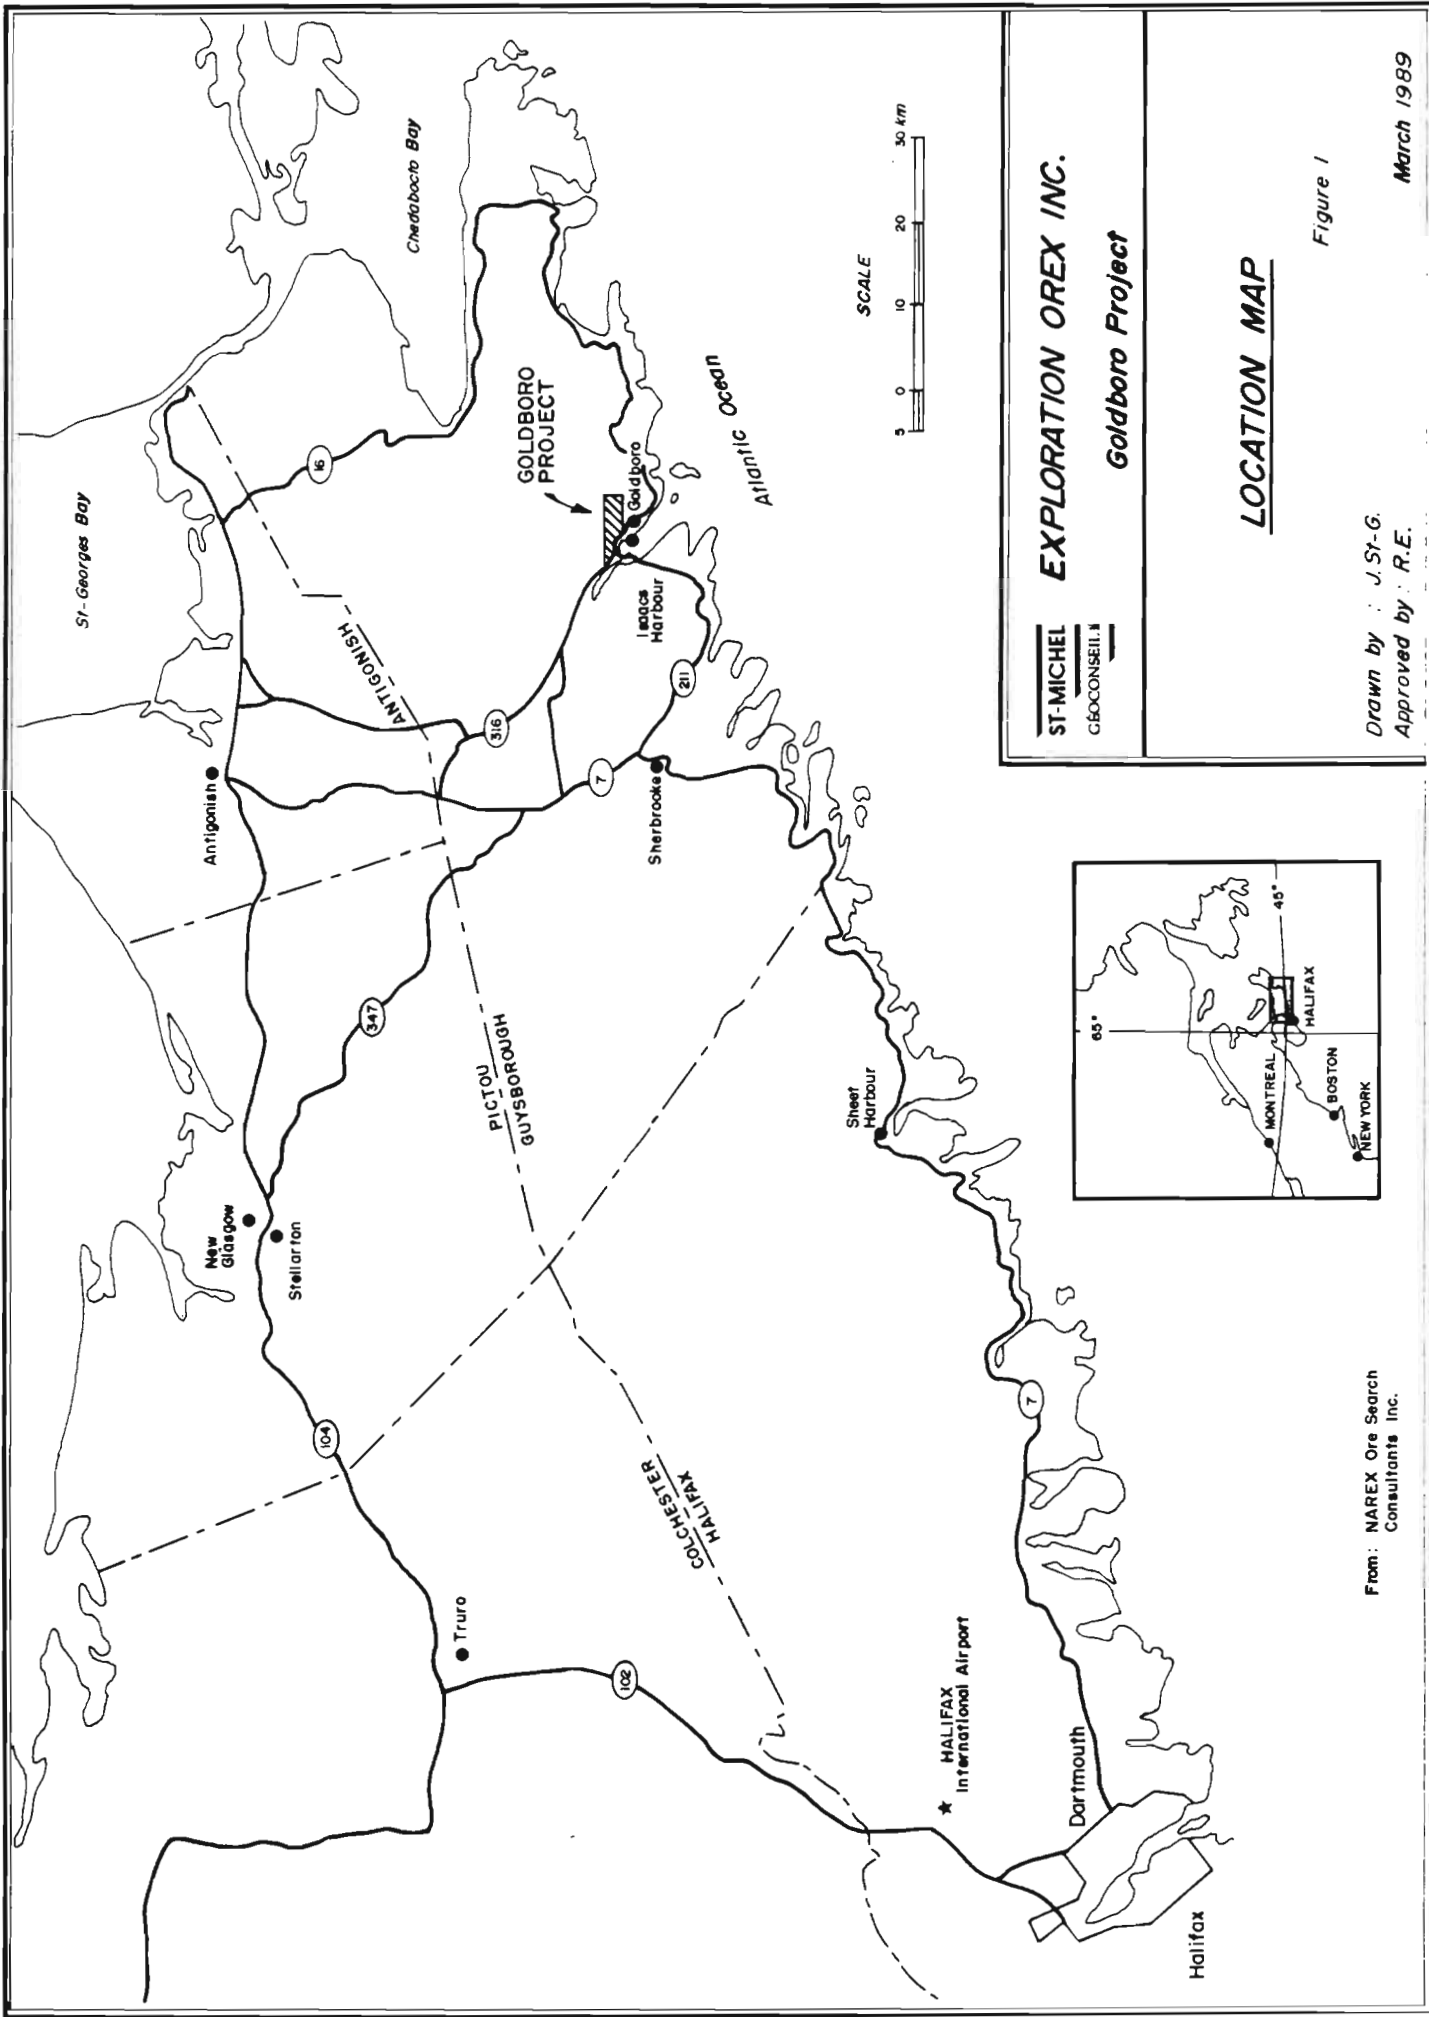 St-Georges Bay
Chedabocto Bay
Antigonish
16
ANTIGONISH
GOLDBORO
PROJECT
Goldboro
Isaacs
Harbour
Atlantic Ocean
316
211
7
Sherbrooke
347
New
Glasgow
Stellarton
PICTOU
GUYSBOROUGH
Sheet
Harbour
104
Truro
102
COLCHESTER
HALIFAX
7
HALIFAX
International Airport
Dartmouth
Halifax
SCALE
5 0 10 20 30 km
65°
45°
MONTREAL
HALIFAX
BOSTON
NEW YORK
From: NAREX Ore Search
Consultants Inc.
ST-MICHEL
GÉOCONSEIL
EXPLORATION OREX INC.
Goldboro Project
LOCATION MAP
Figure 1
Drawn by : J. St-G.
Approved by : R.E.
March 1989